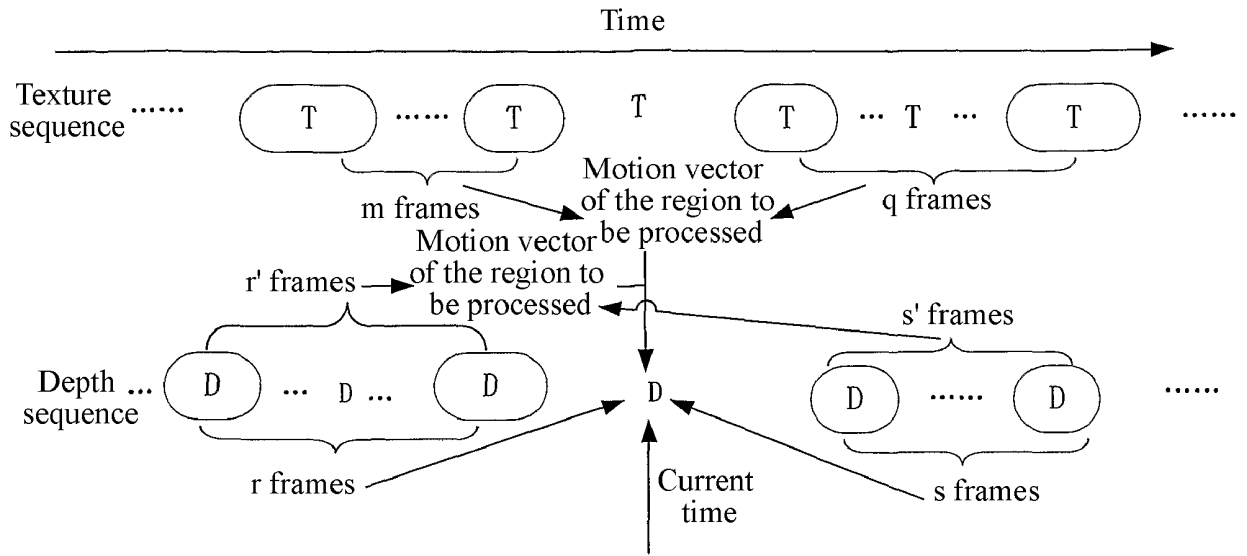 Time
Texture
sequence
······ T ······ T T T ··· T ··· T ······
m frames
Motion vector
of the region to
be processed
q frames
r' frames
Motion vector
of the region to
be processed
s' frames
Depth
sequence
··· D ··· D ··· D D D ······ D ······
r frames
Current
time
s frames